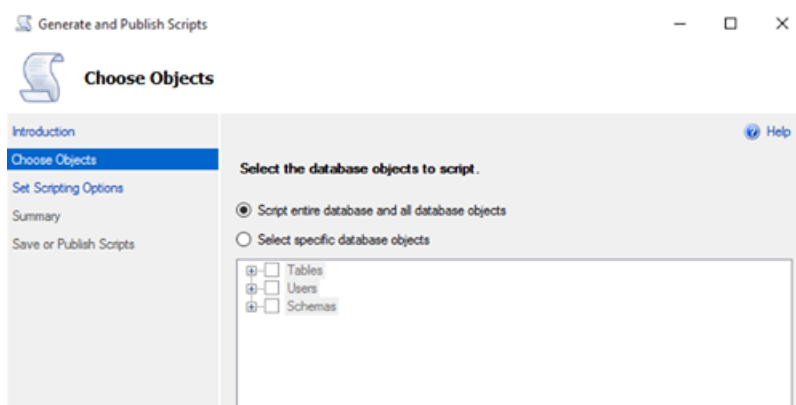 Generate and Publish Scripts
Choose Objects
Introduction
Help
Choose Objects
Select the database objects to script.
Set Scripting Options
Script entire database and all database objects
Summary
Select specific database objects
Save or Publish Scripts
Tables
Users
Schemas